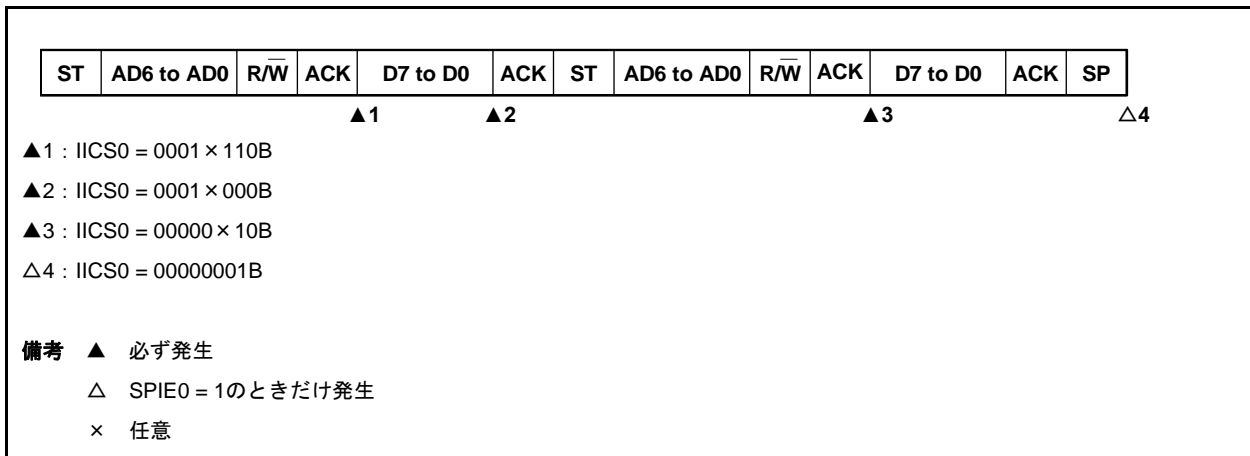 ST AD6 to AD0 R/W̅ ACK D7 to D0 ACK ST AD6 to AD0 R/W̅ ACK D7 to D0 ACK SP
▲1 ▲2 ▲3 △4
▲1：IICS0 = 0001×110B
▲2：IICS0 = 0001×000B
▲3：IICS0 = 00000×10B
△4：IICS0 = 00000001B
備考 ▲ 必ず発生
△ SPIE0 = 1のときだけ発生
× 任意